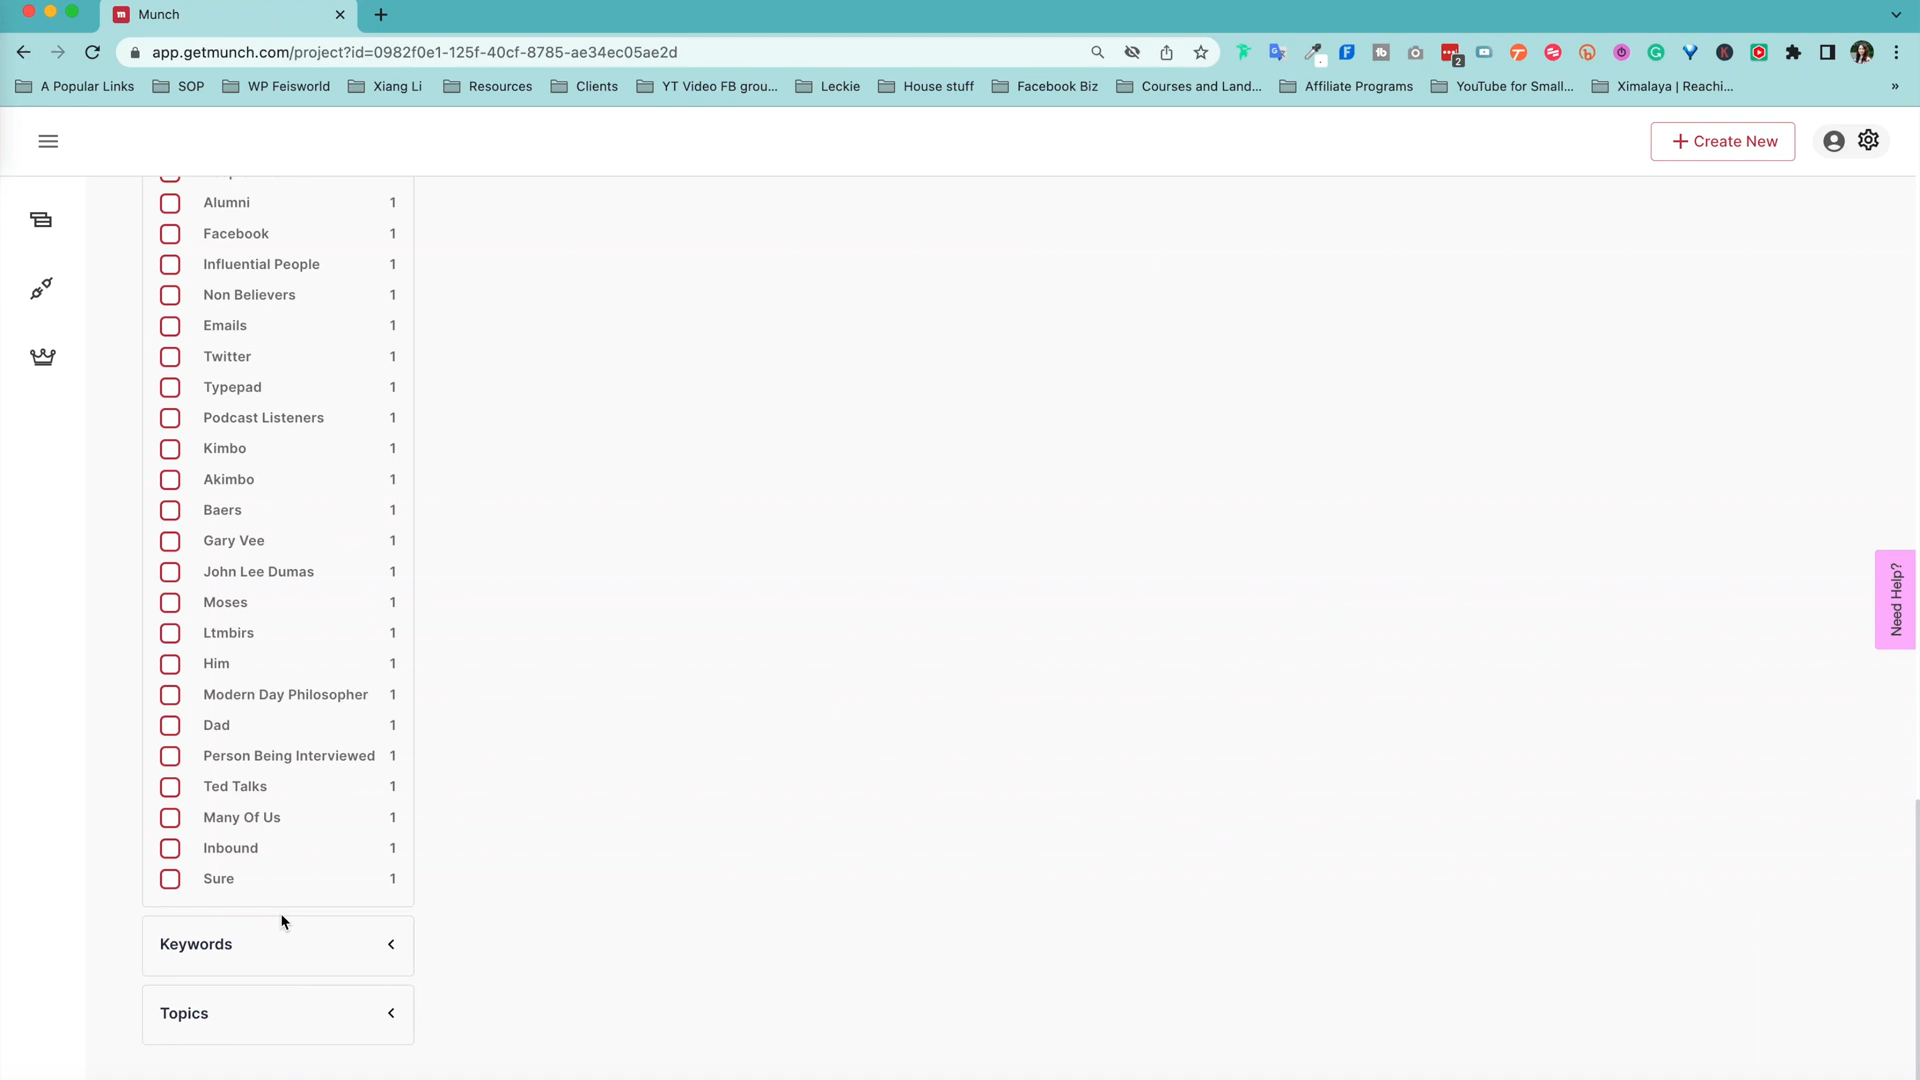 Munch
app.getmunch.com/project?id=0982f0e1-125f-40cf-8785-ae34ec05ae2d
2
A Popular Links SOP WP Feisworld Xiang Li Resources Clients YT Video FB grou... Leckie House stuff Facebook Biz Courses and Land... Affiliate Programs YouTube for Small... Ximalaya | Reachi... »
+ Create New
Alumni 1
Facebook 1
Influential People 1
Non Believers 1
Emails 1
Twitter 1
Typepad 1
Podcast Listeners 1
Kimbo 1
Akimbo 1
Baers 1
Gary Vee 1
John Lee Dumas 1
Moses 1
Ltmbirs 1
Him 1
Modern Day Philosopher 1
Dad 1
Person Being Interviewed 1
Ted Talks 1
Many Of Us 1
Inbound 1
Sure 1
Keywords
Topics
Need Help?